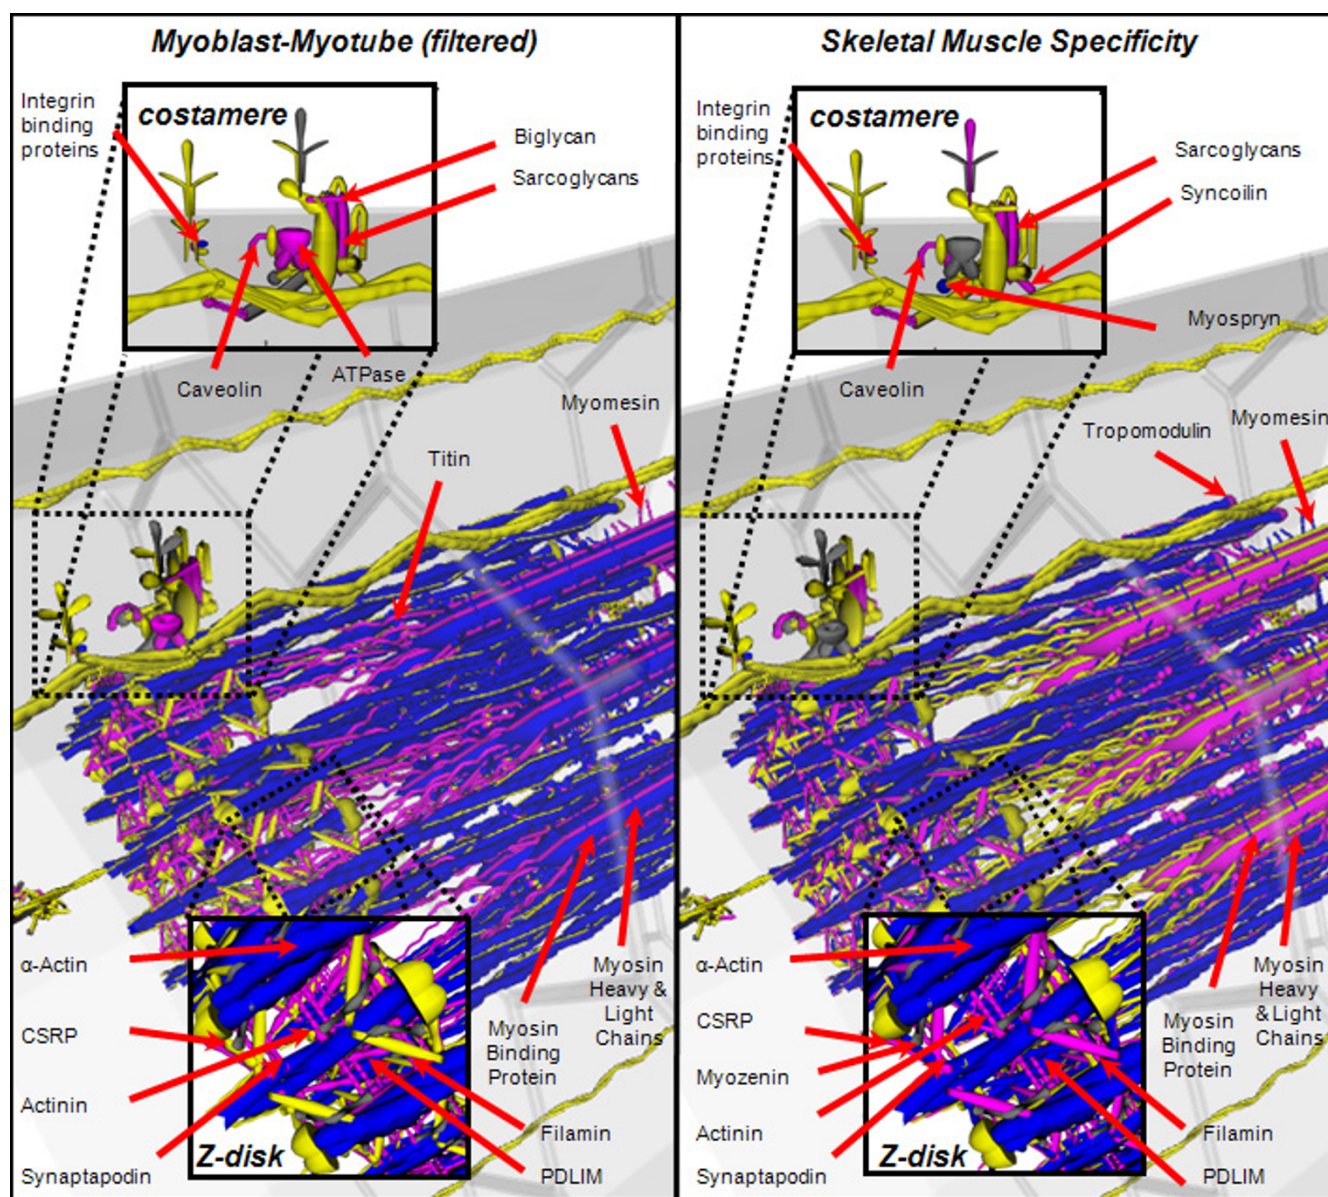 Myoblast-Myotube (filtered)
Integrin
binding
proteins
costamere
Biglycan
Sarcoglycans
Caveolin
ATPase
Myomesin
Titin
α-Actin
CSRP
Actinin
Synaptapodin
Z-disk
Filamin
PDLIM
Myosin
Binding
Protein
Myosin
Heavy &
Light
Chains
Skeletal Muscle Specificity
Integrin
binding
proteins
costamere
Sarcoglycans
Syncoilin
Myospryn
Caveolin
Tropomodulin
Myomesin
α-Actin
CSRP
Myozenin
Actinin
Synaptapodin
Z-disk
Filamin
PDLIM
Myosin
Binding
Protein
Myosin
Heavy
& Light
Chains